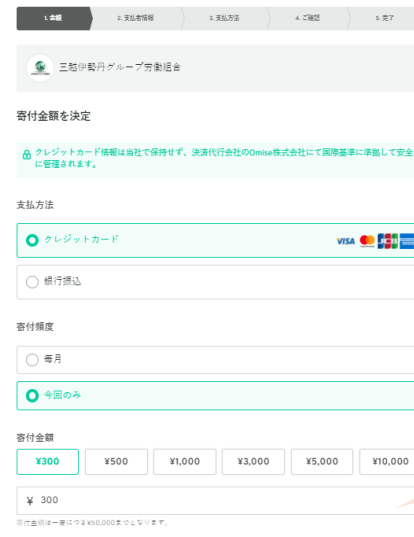 1. 金額
2. 支払者情報
3. 支払方法
4. ご確認
5. 完了
三越伊勢丹グループ労働組合
寄付金額を決定
クレジットカード情報は当社で保持せず、決済代行会社のOmise株式会社にて国際基準に準拠して安全
に管理されます。
支払方法
クレジットカード
VISA
JCB
銀行振込
寄付頻度
毎月
今回のみ
寄付金額
¥300
¥500
¥1,000
¥3,000
¥5,000
¥10,000
¥ 300
寄付金額は一度につき¥50,000までとなります。